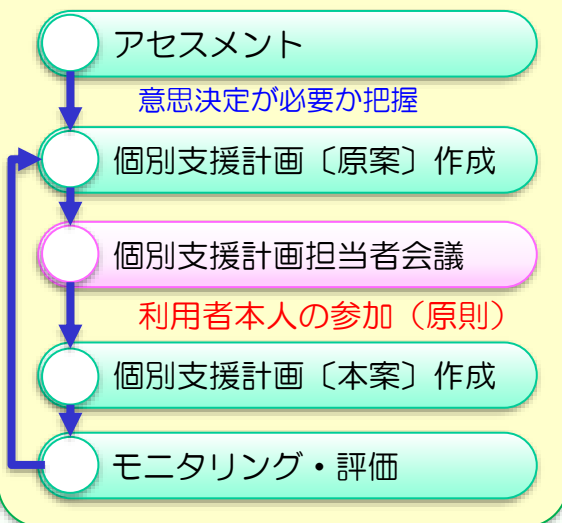 アセスメント
意思決定が必要か把握
個別支援計画〔原案〕作成
個別支援計画担当者会議
利用者本人の参加（原則）
個別支援計画〔本案〕作成
モニタリング・評価